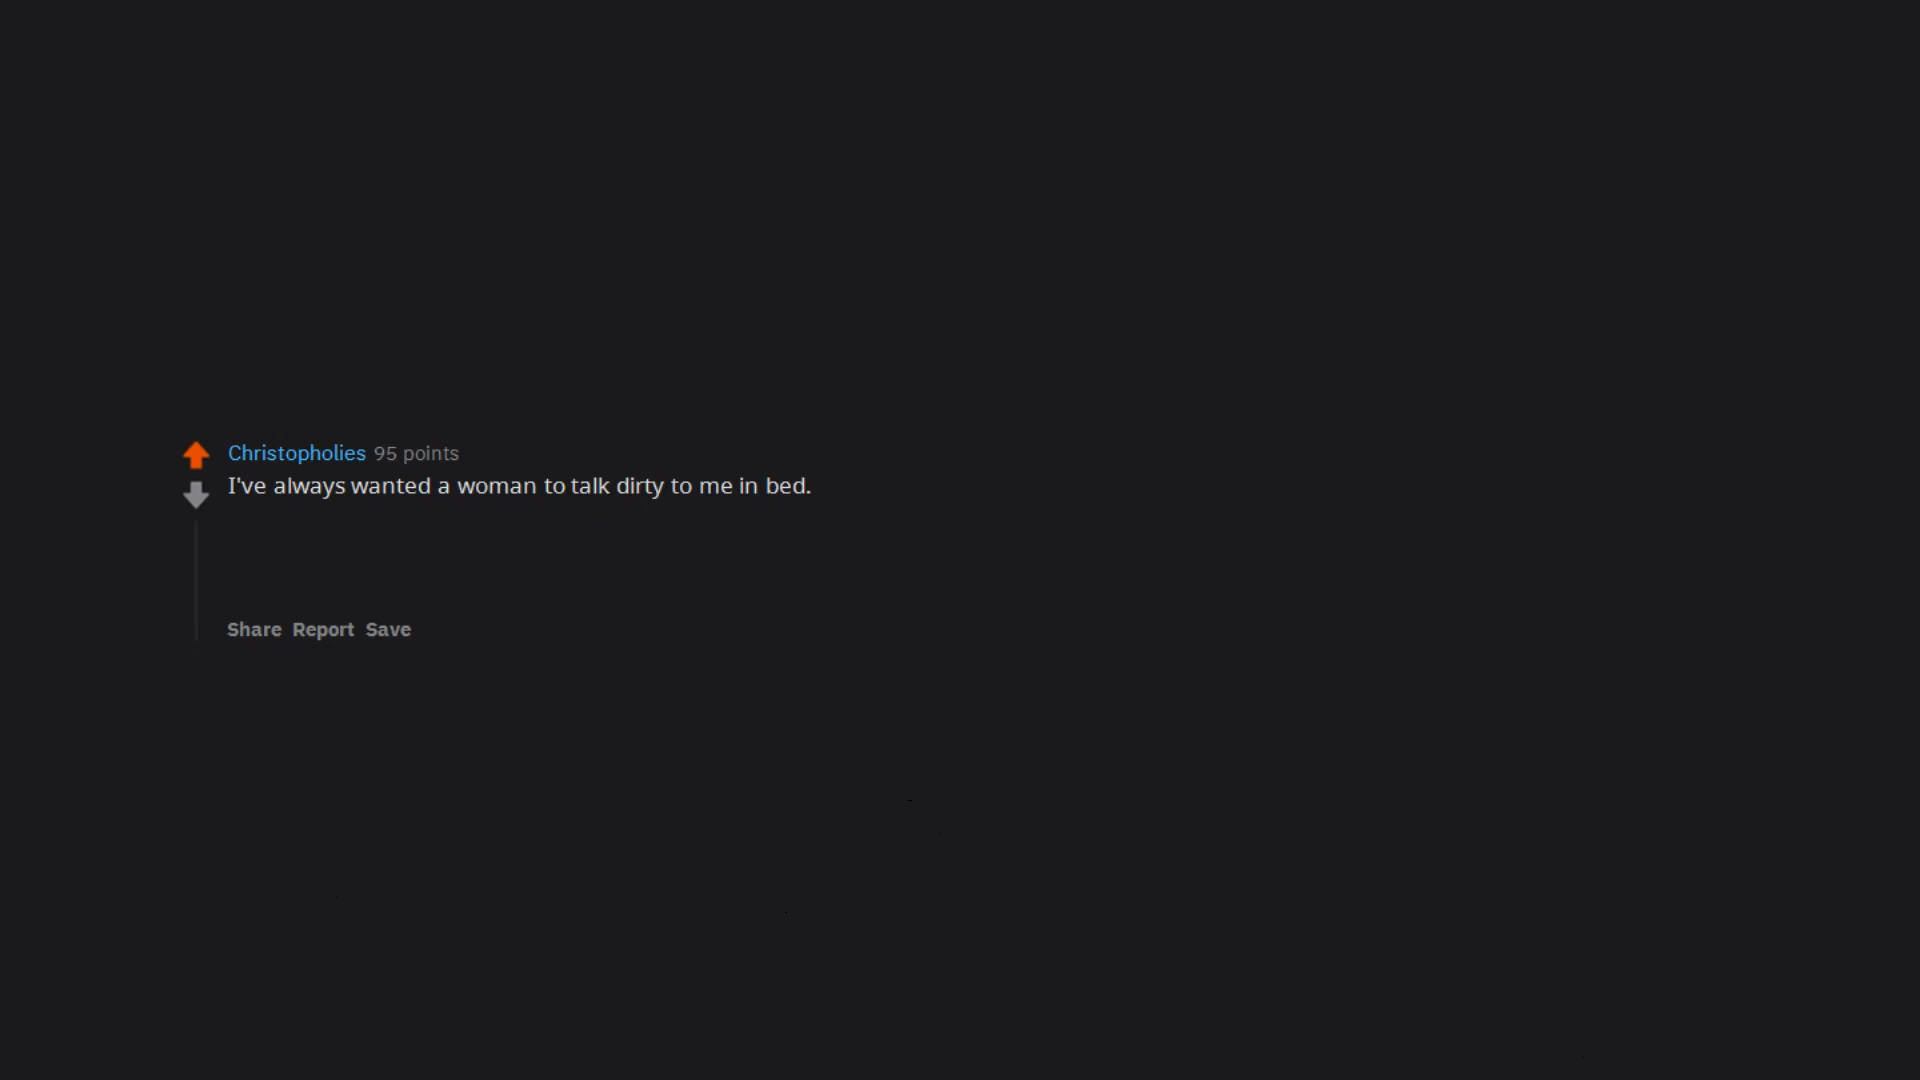 Christopholies 95 points
I've always wanted a woman to talk dirty to me in bed.
Share Report Save